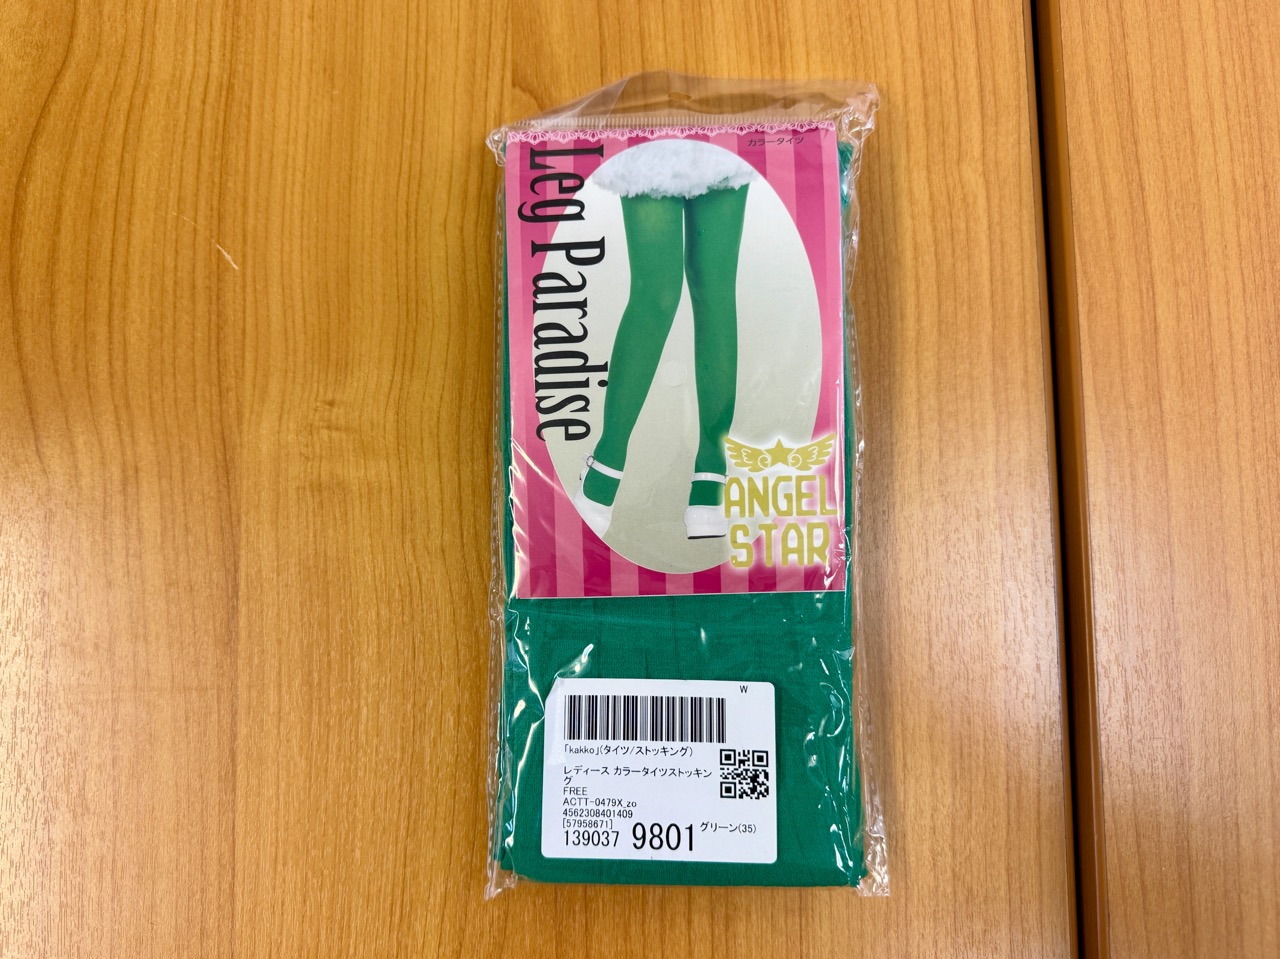 カラータイツ
Leg Paradise
ANGEL
STAR
W
「kakko」(タイツ/ストッキング)
レディース カラータイツストッキン
グ
FREE
ACTT-0479X_zo
4562308401409
[57958671]
139037 9801 グリーン(35)